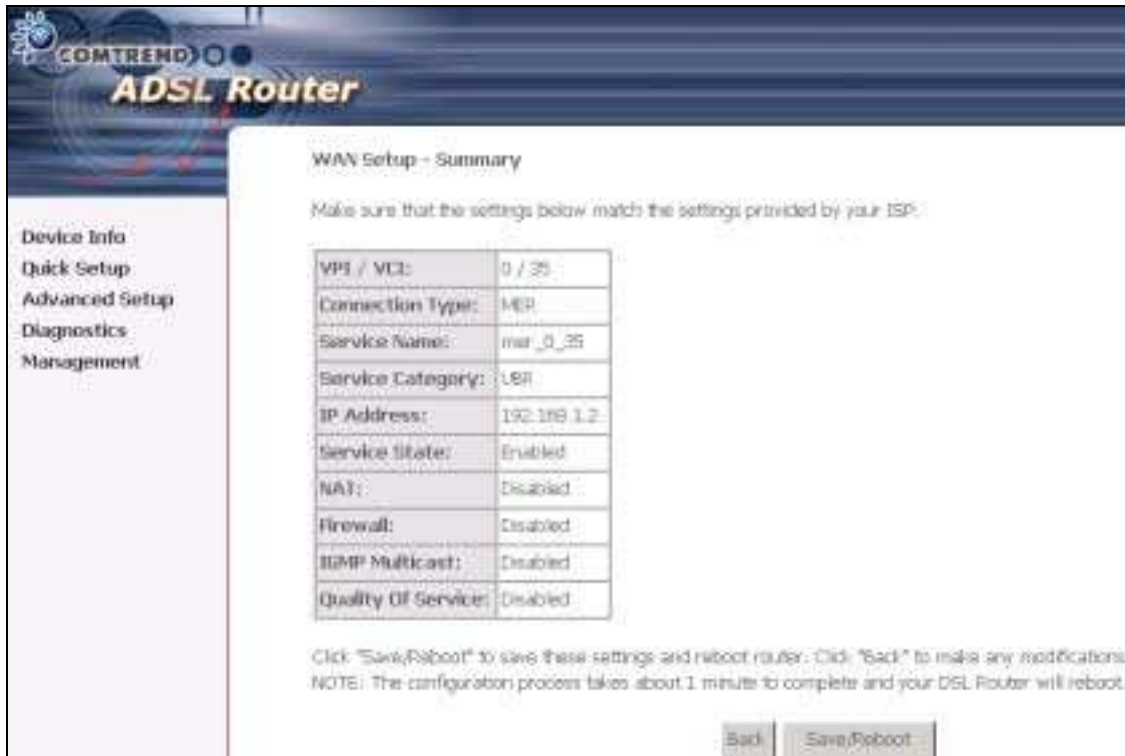 COMTREND
ADSL Router
WAN Setup - Summary
Make sure that the settings below match the settings provided by your ISP.
Device Info
Quick Setup
Advanced Setup
Diagnostics
Management
VPI / VCI: 0 / 35
Connection Type: MER
Service Name: mer_0_35
Service Category: UBR
IP Address: 192.168.1.2
Service State: Enabled
NAT: Disabled
Firewall: Disabled
IGMP Multicast: Disabled
Quality Of Service: Disabled
Click "Save/Reboot" to save these settings and reboot router. Click "Back" to make any modifications
NOTE: The configuration process takes about 1 minute to complete and your DSL Router will reboot.
Back Save/Reboot